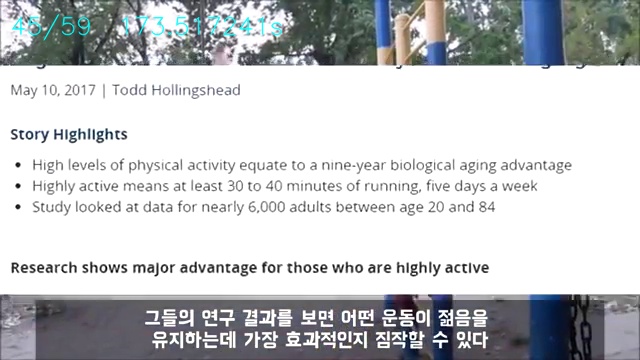 45/59 173.517241s
May 10, 2017 | Todd Hollingshead
Story Highlights
• High levels of physical activity equate to a nine-year biological aging advantage
• Highly active means at least 30 to 40 minutes of running, five days a week
• Study looked at data for nearly 6,000 adults between age 20 and 84
Research shows major advantage for those who are highly active
그들의 연구 결과를 보면 어떤 운동이 젊음을
유지하는데 가장 효과적인지 짐작할 수 있다